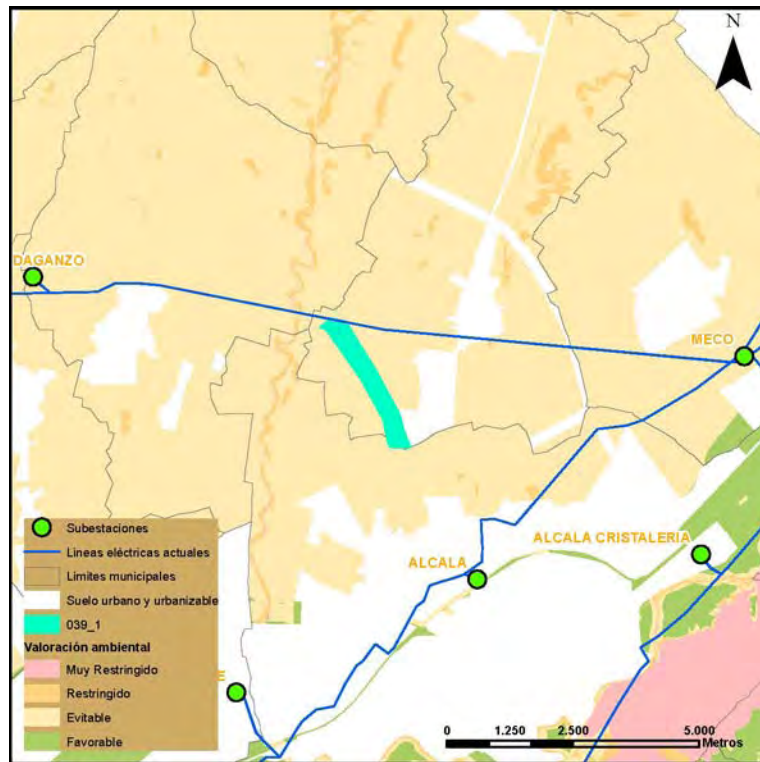 N
DAGANZO
MECO
ALCALA CRISTALERIA
ALCALA
E
Subestaciones
Lineas eléctricas actuales
Limites municipales
Suelo urbano y urbanizable
039_1
Valoración ambiental
Muy Restringido
Restringido
Evitable
Favorable
0 1.250 2.500 5.000
Metros